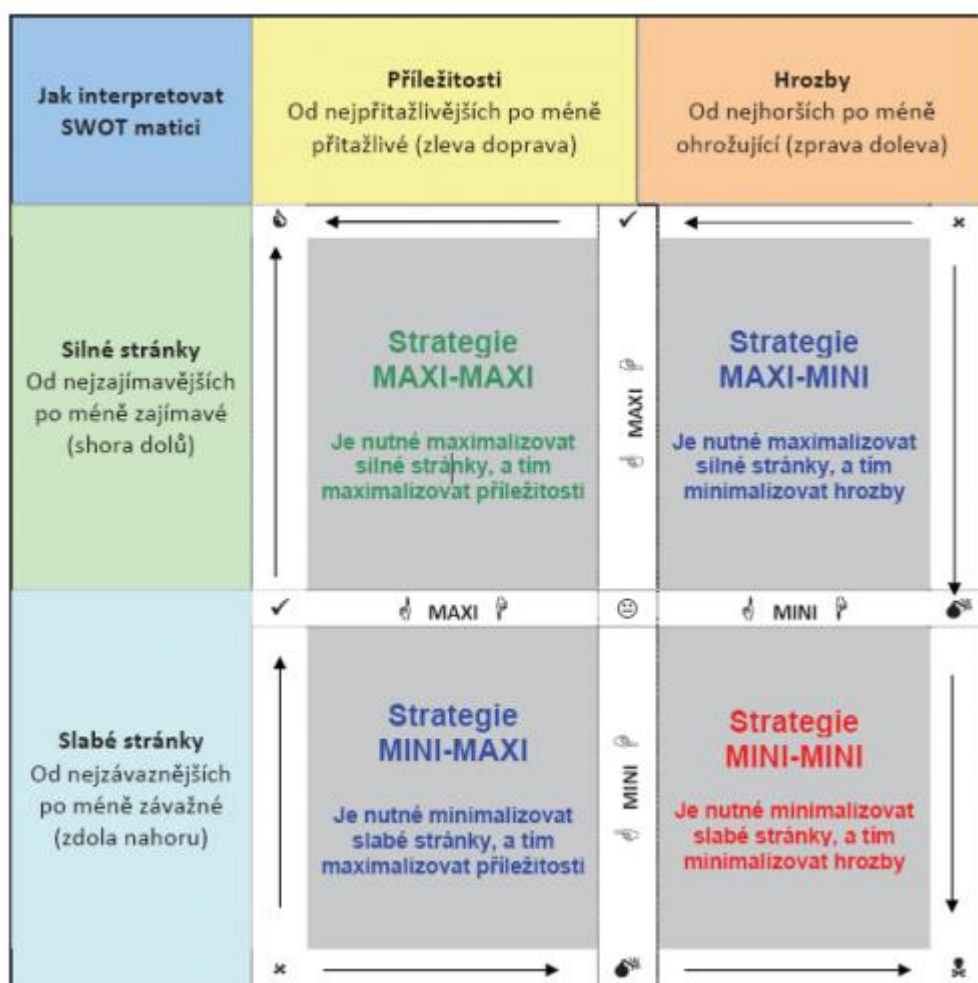 Jak interpretovat
SWOT matici
Příležitosti
Od nejpřitažlivějších po méně
přitažlivé (zleva doprava)
Hrozby
Od nejhorších po méně
ohrožující (zprava doleva)
Silné stránky
Od nejzajímavějších
po méně zajímavé
(shora dolů)
Strategie
MAXI-MAXI
Je nutné maximalizovat
silné stránky, a tím
maximalizovat příležitosti
MAXI
Strategie
MAXI-MINI
Je nutné maximalizovat
silné stránky, a tím
minimalizovat hrozby
MAXI
MINI
Slabé stránky
Od nejzávaznějších
po méně závažné
(zdola nahoru)
Strategie
MINI-MAXI
Je nutné minimalizovat
slabé stránky, a tím
maximalizovat příležitosti
MINI
Strategie
MINI-MINI
Je nutné minimalizovat
slabé stránky, a tím
minimalizovat hrozby